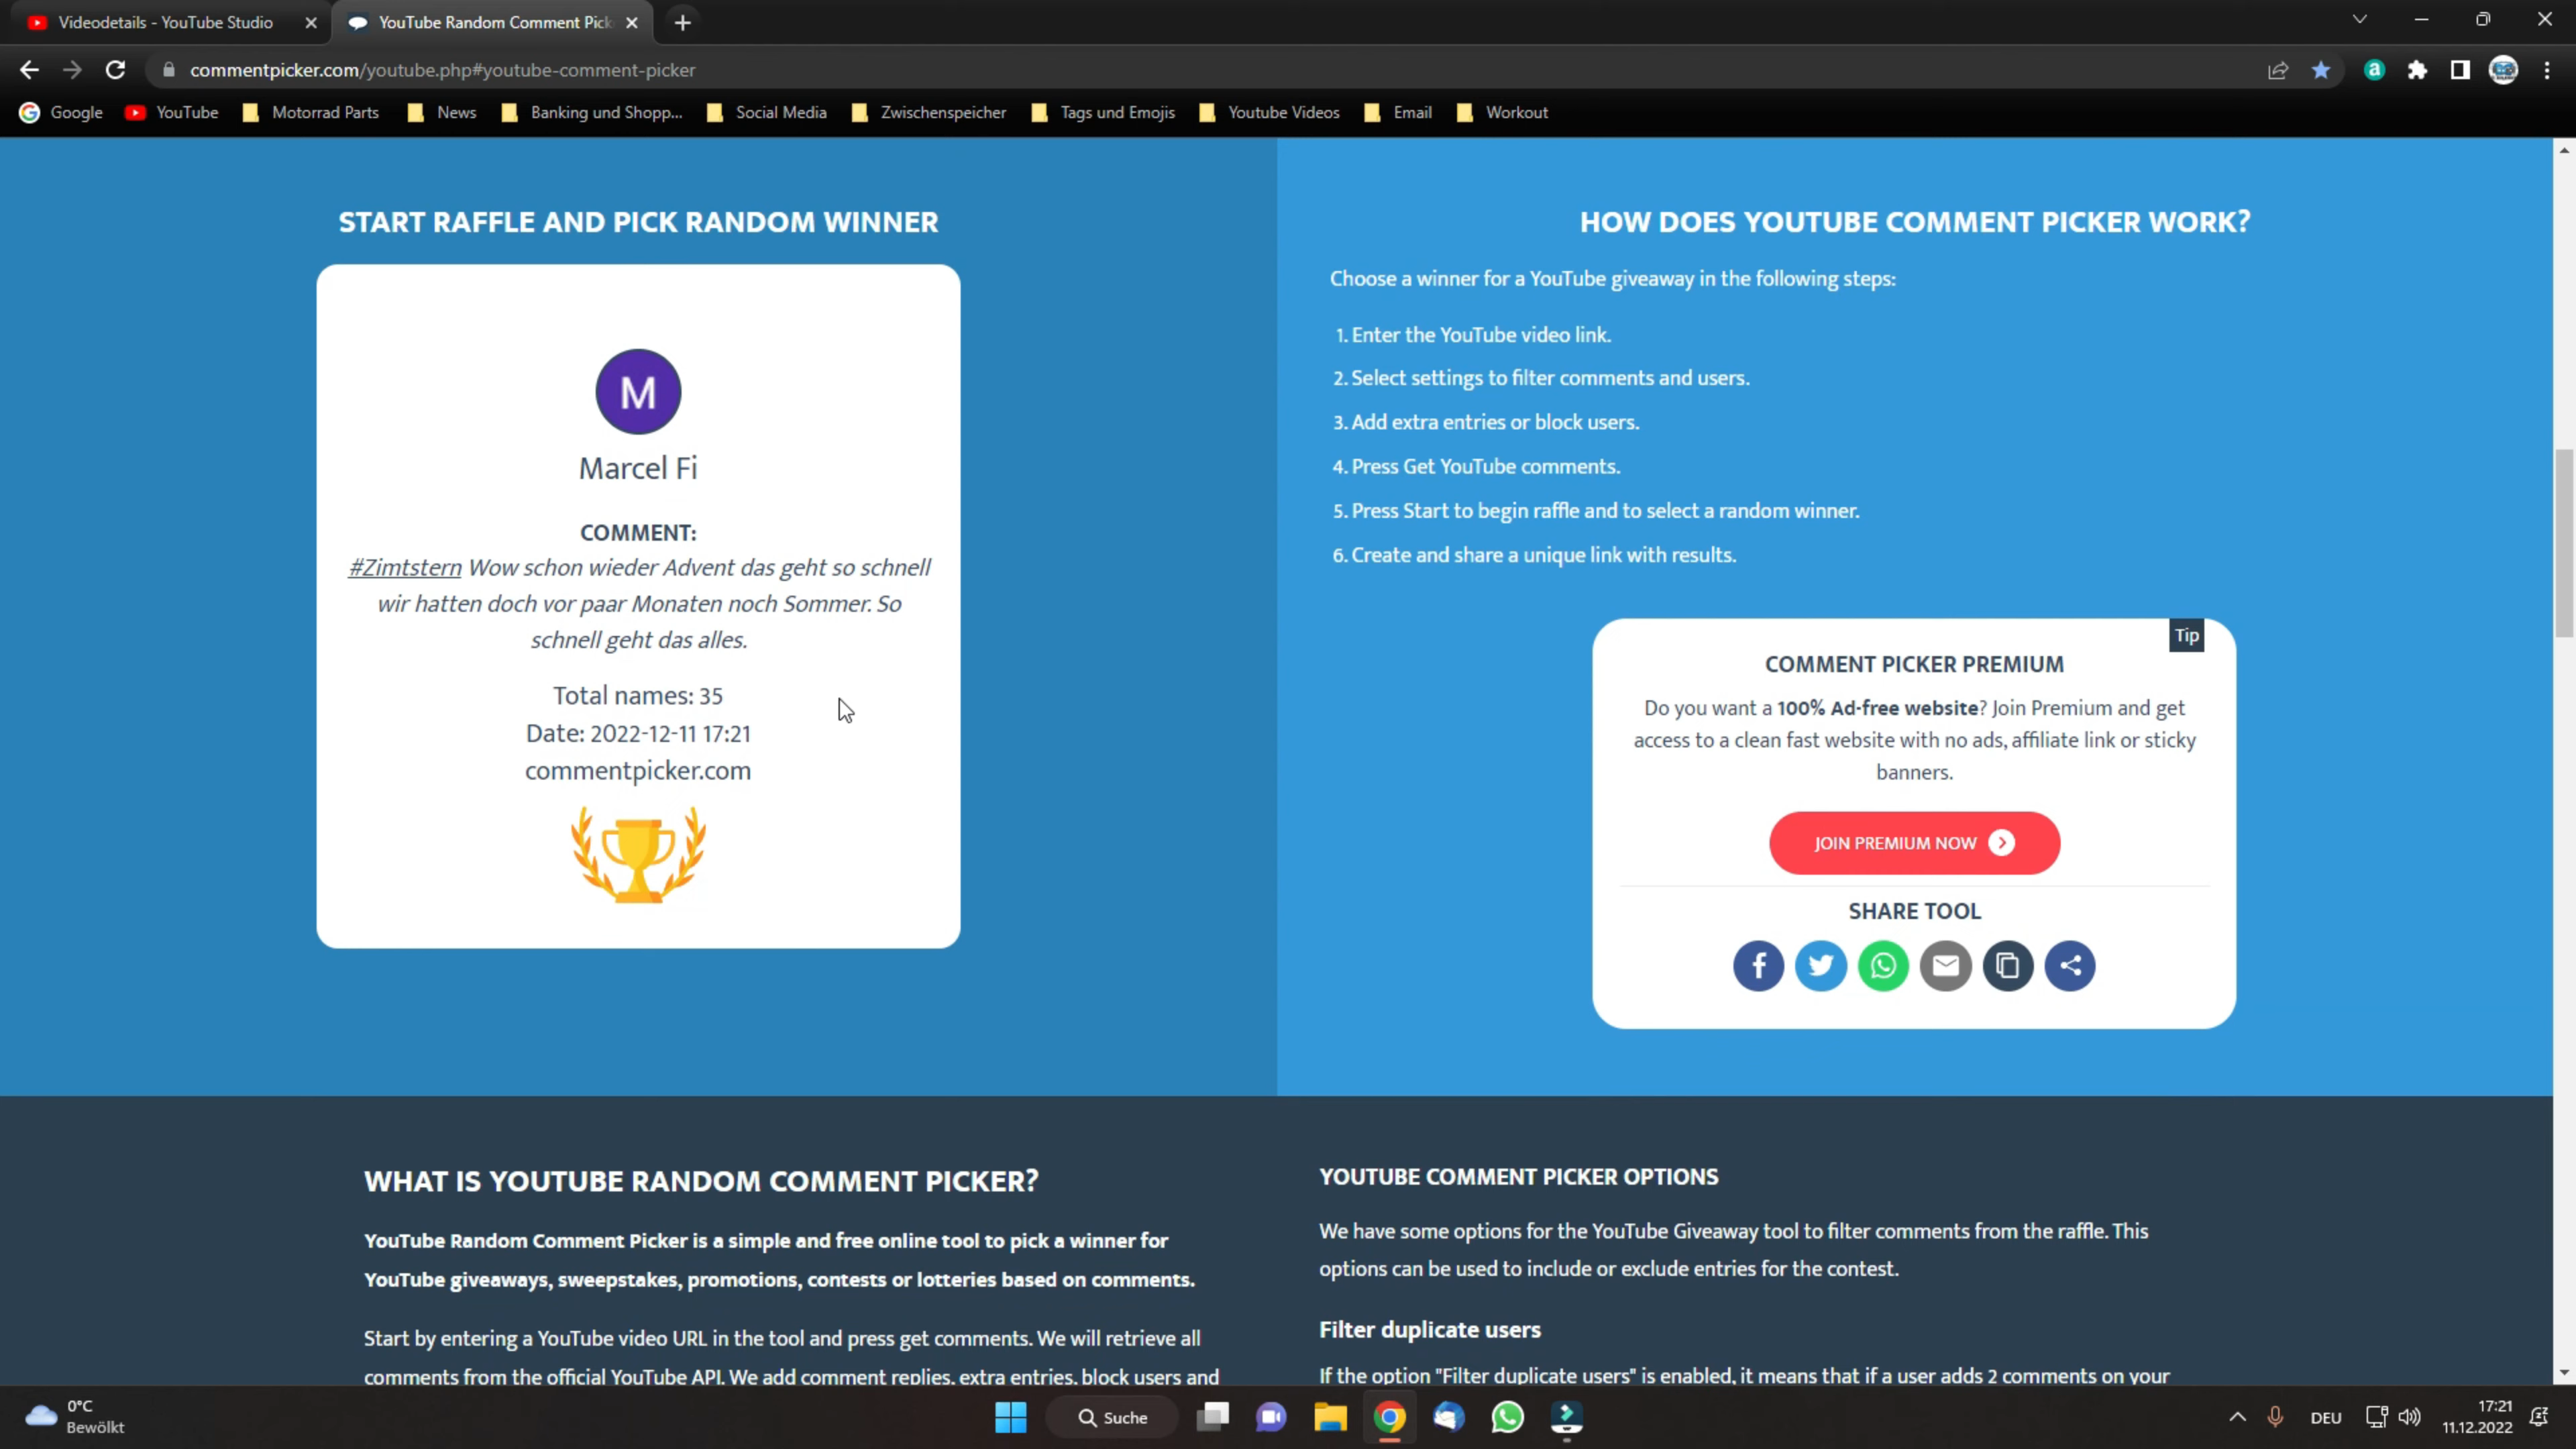 Videodetails - YouTube Studio
YouTube Random Comment Pick
commentpicker.com/youtube.php#youtube-comment-picker
a
Google
YouTube
Motorrad Parts
News
Banking und Shopp...
Social Media
Zwischenspeicher
Tags und Emojis
Youtube Videos
Email
Workout
START RAFFLE AND PICK RANDOM WINNER
M
Marcel Fi
COMMENT:
#Zimtstern Wow schon wieder Advent das geht so schnell
wir hatten doch vor paar Monaten noch Sommer. So
schnell geht das alles.
Total names: 35
Date: 2022-12-11 17:21
commentpicker.com
HOW DOES YOUTUBE COMMENT PICKER WORK?
Choose a winner for a YouTube giveaway in the following steps:
1. Enter the YouTube video link.
2. Select settings to filter comments and users.
3. Add extra entries or block users.
4. Press Get YouTube comments.
5. Press Start to begin raffle and to select a random winner.
6. Create and share a unique link with results.
Tip
COMMENT PICKER PREMIUM
Do you want a 100% Ad-free website? Join Premium and get
access to a clean fast website with no ads, affiliate link or sticky
banners.
JOIN PREMIUM NOW
SHARE TOOL
WHAT IS YOUTUBE RANDOM COMMENT PICKER?
YouTube Random Comment Picker is a simple and free online tool to pick a winner for
YouTube giveaways, sweepstakes, promotions, contests or lotteries based on comments.
Start by entering a YouTube video URL in the tool and press get comments. We will retrieve all
comments from the official YouTube API. We add comment replies, extra entries, block users and
YOUTUBE COMMENT PICKER OPTIONS
We have some options for the YouTube Giveaway tool to filter comments from the raffle. This
options can be used to include or exclude entries for the contest.
Filter duplicate users
If the option "Filter duplicate users" is enabled, it means that if a user adds 2 comments on your
0°C
Bewölkt
Suche
DEU
17:21
11.12.2022